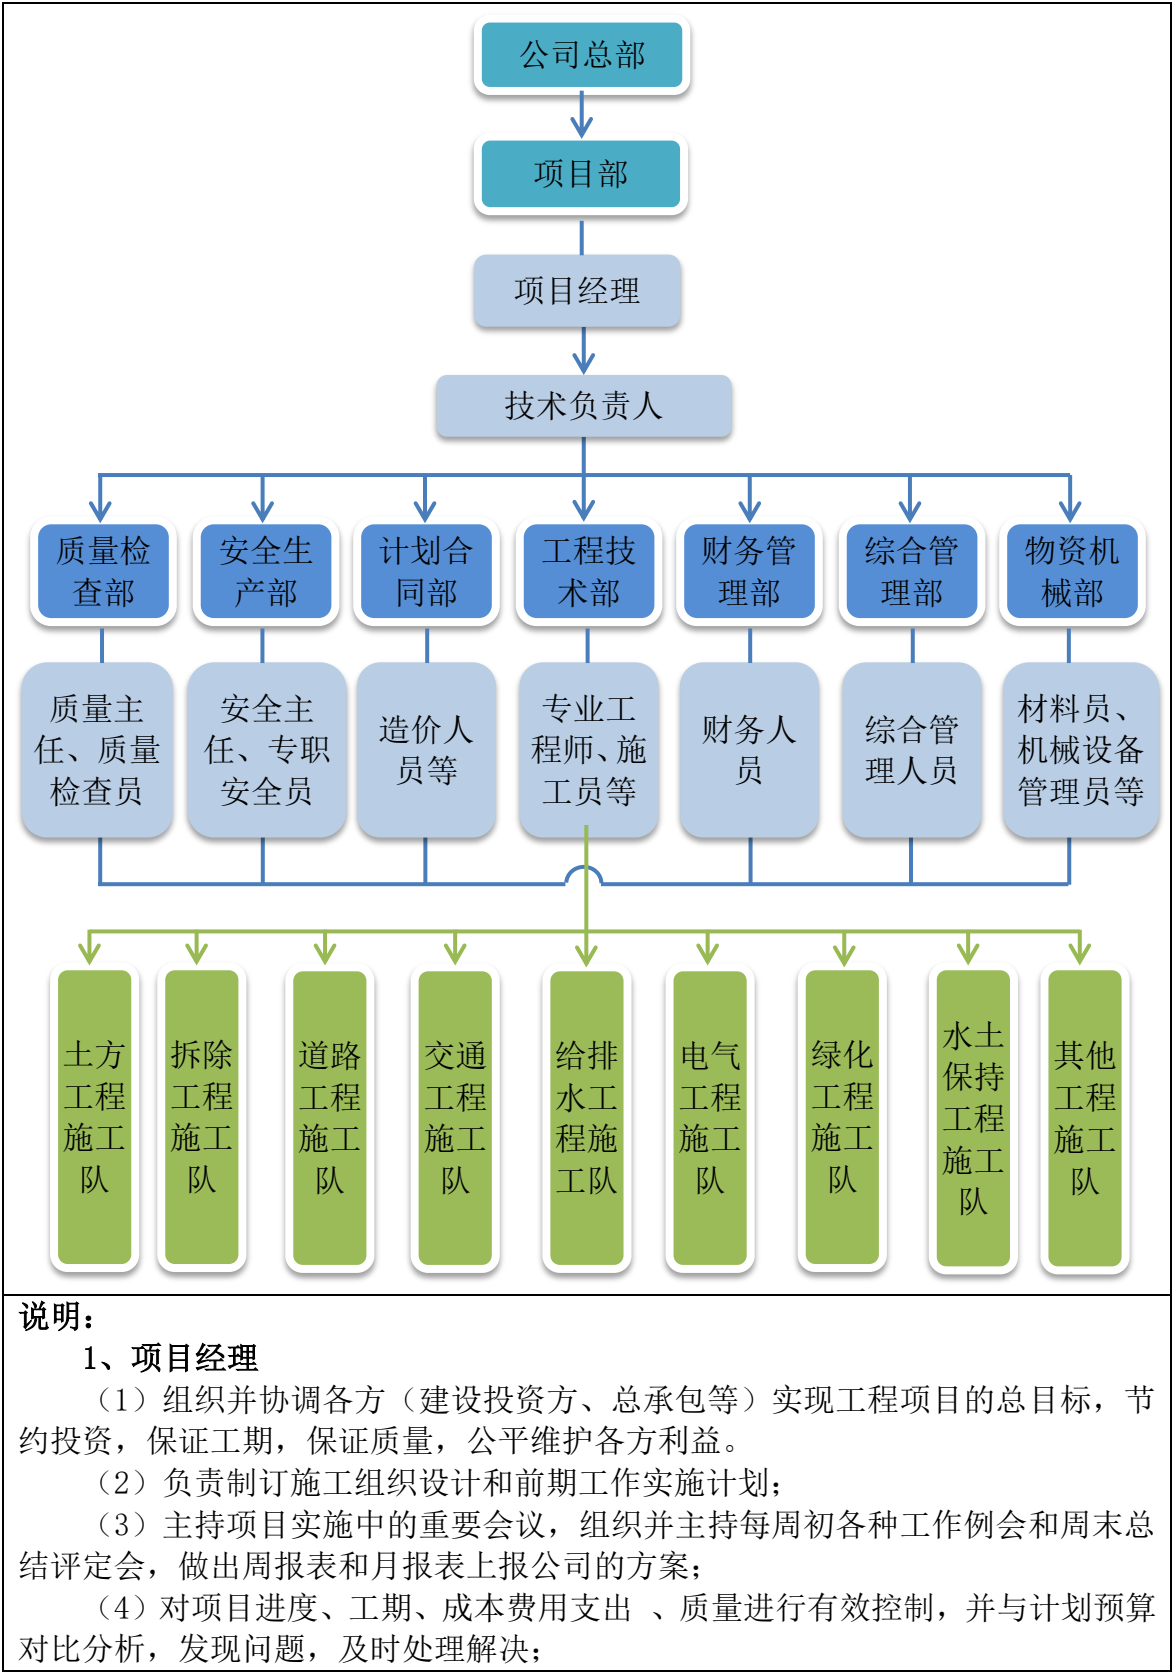 公司总部
项目部
项目经理
技术负责人
质量检
查部
安全生
产部
计划合
同部
工程技
术部
财务管
理部
综合管
理部
物资机
械部
质量主
任、质量
检查员
安全主
任、专职
安全员
造价人
员等
专业工
程师、施
工员等
财务人
员
综合管
理人员
材料员、
机械设备
管理员等
土方
工程
施工
队
拆除
工程
施工
队
道路
工程
施工
队
交通
工程
施工
队
给排
水工
程施
工队
电气
工程
施工
队
绿化
工程
施工
队
水土
保持
工程
施工
队
其他
工程
施工
队
说明：
1、项目经理
（1）组织并协调各方（建设投资方、总承包等）实现工程项目的总目标，节
约投资，保证工期，保证质量，公平维护各方利益。
（2）负责制订施工组织设计和前期工作实施计划；
（3）主持项目实施中的重要会议，组织并主持每周初各种工作例会和周末总
结评定会，做出周报表和月报表上报公司的方案；
（4）对项目进度、工期、成本费用支出 、质量进行有效控制，并与计划预算
对比分析，发现问题，及时处理解决；